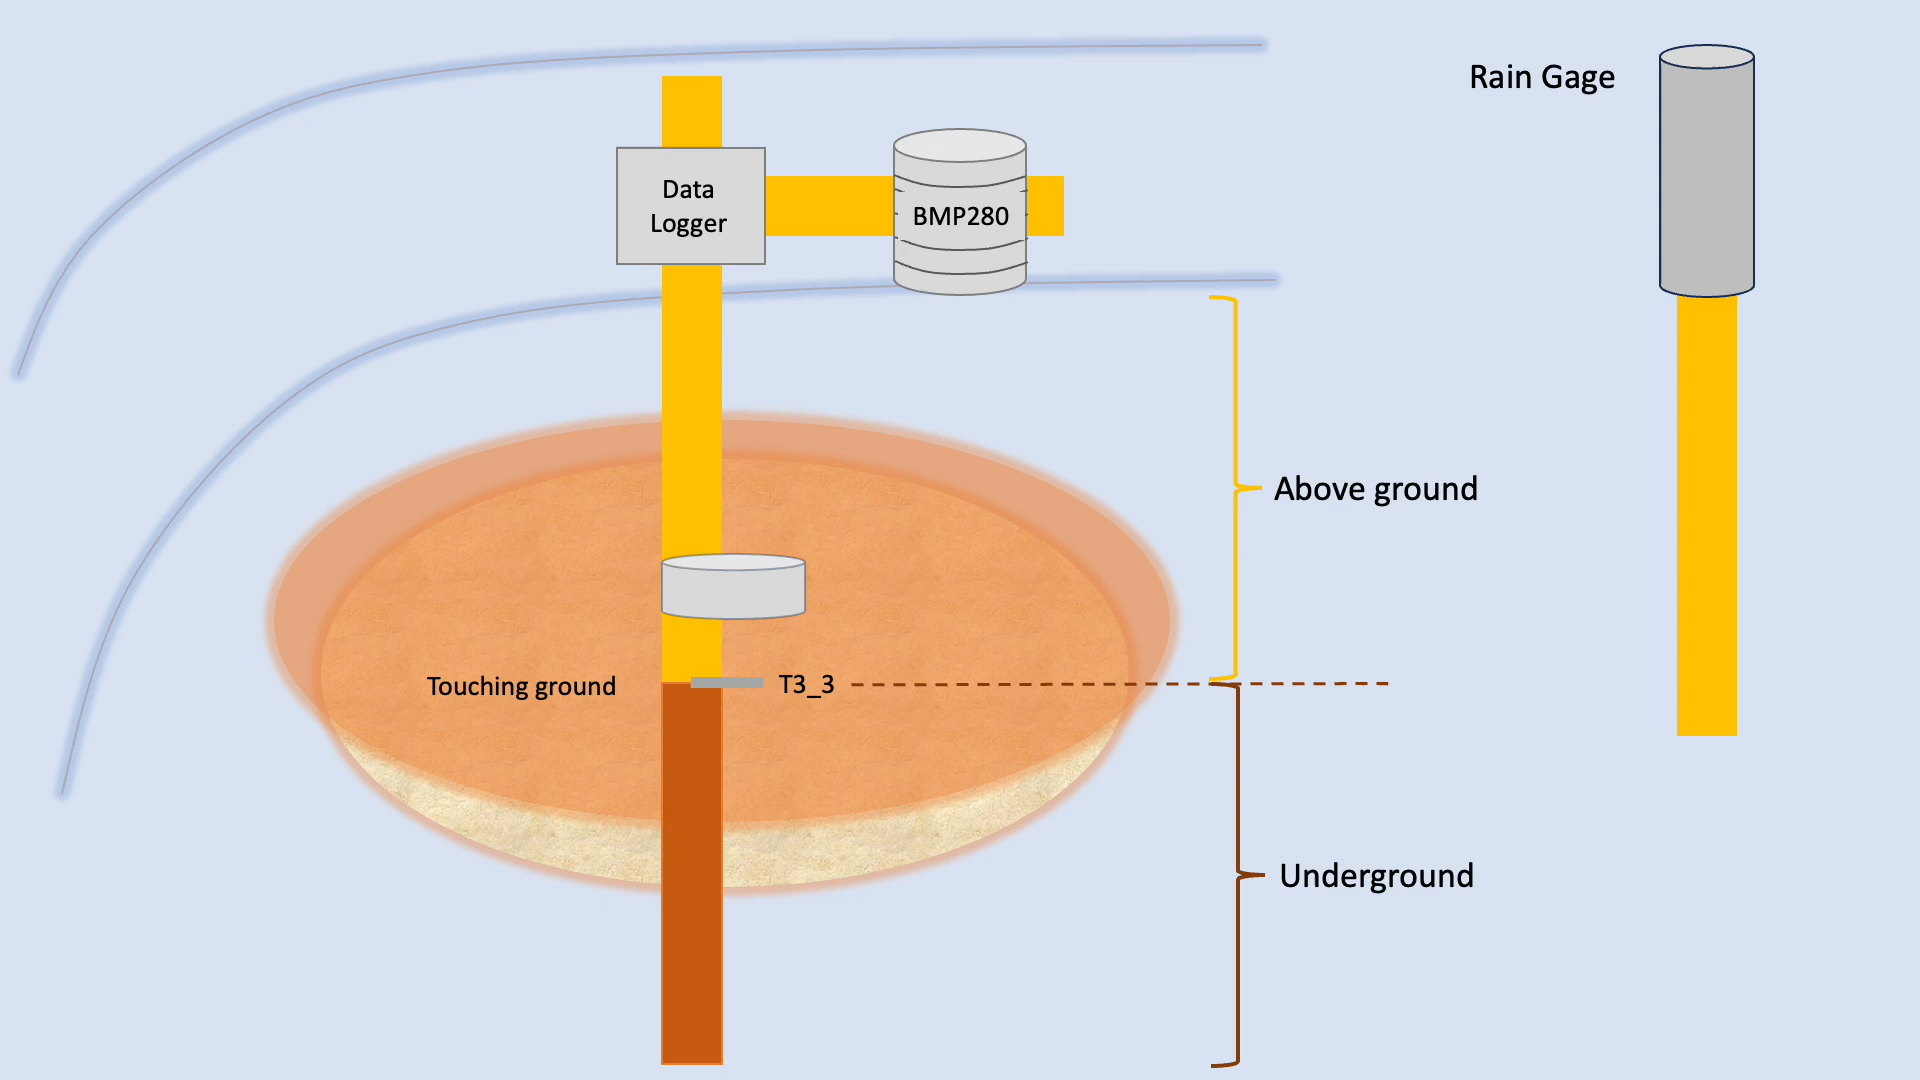 Rain Gage
Data
Logger
BMP280
Above ground
Touching ground
T3_3
Underground